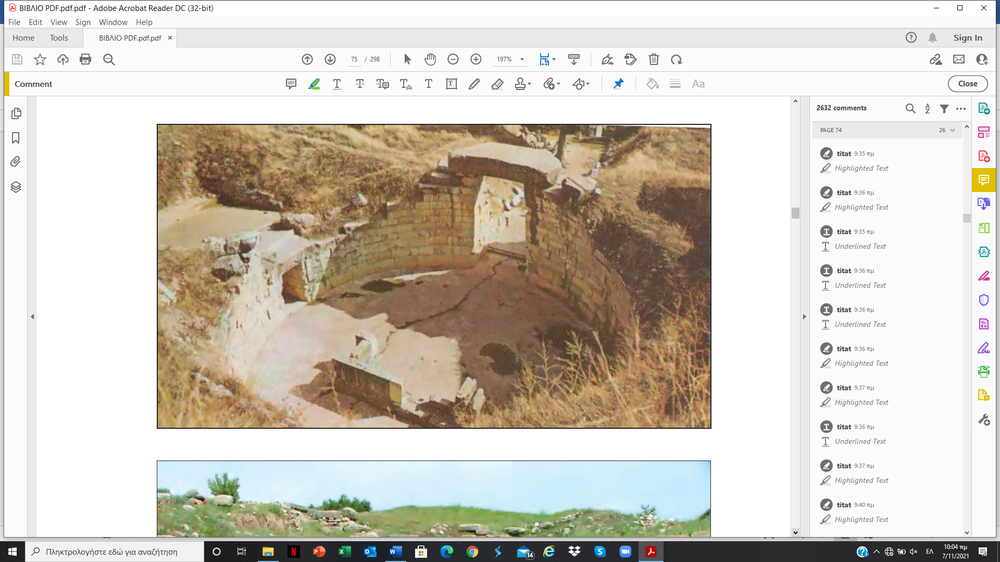 BIBΛIO PDF.pdf.pdf - Adobe Acrobat Reader DC (32-bit)
File Edit View Sign Window Help
Home Tools BIBΛIO PDF.pdf.pdf × Sign In
75 / 298 197%
Comment Close
2632 comments
PAGE 74 26
titat 9:35 πμ
Highlighted Text
titat 9:36 πμ
Highlighted Text
titat 9:35 πμ
Underlined Text
titat 9:36 πμ
Underlined Text
titat 9:36 πμ
Underlined Text
titat 9:36 πμ
Highlighted Text
titat 9:37 πμ
Highlighted Text
titat 9:36 πμ
Underlined Text
titat 9:37 πμ
Highlighted Text
titat 9:40 πμ
Highlighted Text
Πληκτρολογήστε εδώ για αναζήτηση
14
ΕΛ
10:04 πμ
7/11/2021